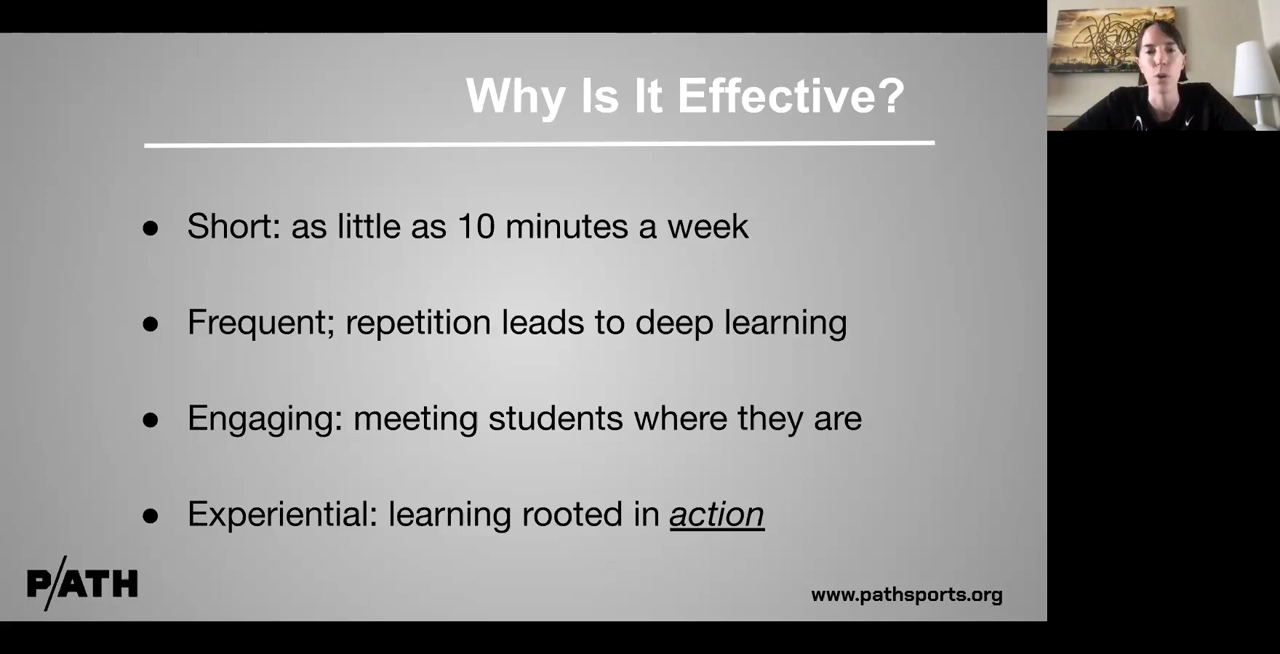 Why Is It Effective?
● Short: as little as 10 minutes a week
● Frequent; repetition leads to deep learning
● Engaging: meeting students where they are
● Experiential: learning rooted in action
P/ATH
www.pathsports.org